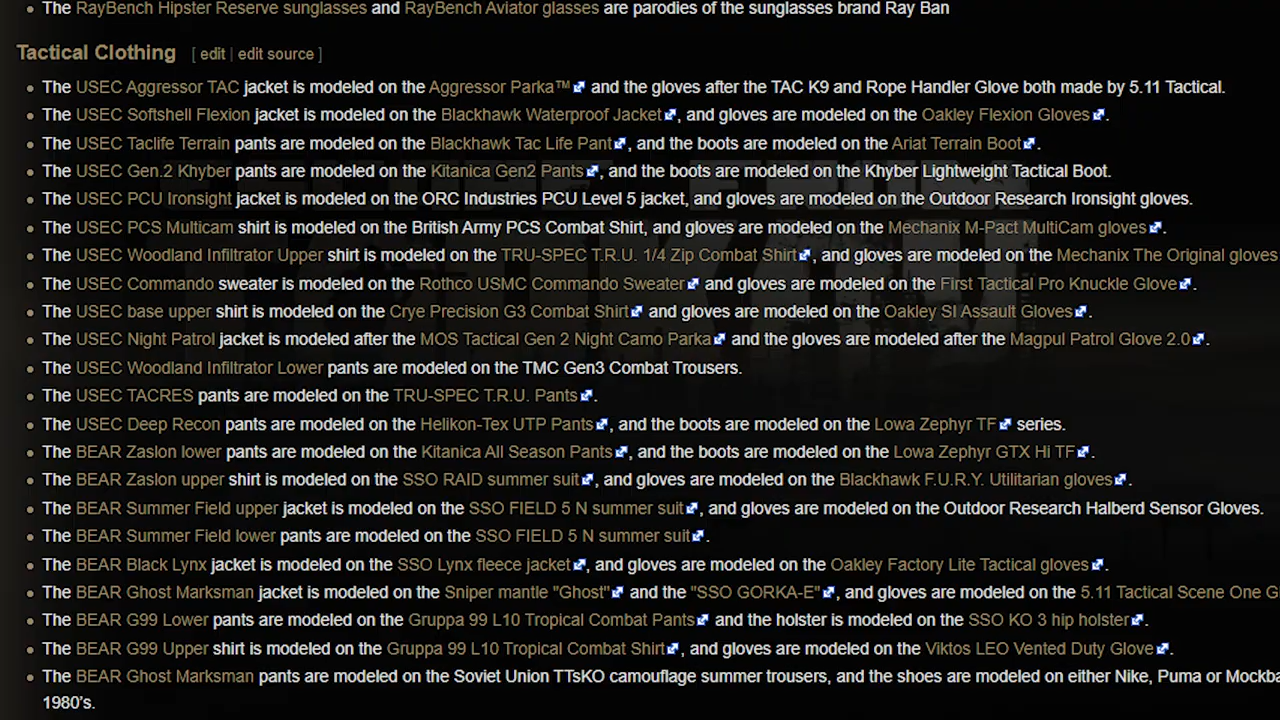 The RayBench Hipster Reserve sunglasses and RayBench Aviator glasses are parodies of the sunglasses brand Ray Ban
Tactical Clothing [ edit | edit source ]
The USEC Aggressor TAC jacket is modeled on the Aggressor Parka™ and the gloves after the TAC K9 and Rope Handler Glove both made by 5.11 Tactical.
The USEC Softshell Flexion jacket is modeled on the Blackhawk Waterproof Jacket, and gloves are modeled on the Oakley Flexion Gloves.
The USEC Taclife Terrain pants are modeled on the Blackhawk Tac Life Pant, and the boots are modeled on the Ariat Terrain Boot.
The USEC Gen.2 Khyber pants are modeled on the Kitanica Gen2 Pants, and the boots are modeled on the Khyber Lightweight Tactical Boot.
The USEC PCU Ironsight jacket is modeled on the ORC Industries PCU Level 5 jacket, and gloves are modeled on the Outdoor Research Ironsight gloves.
The USEC PCS Multicam shirt is modeled on the British Army PCS Combat Shirt, and gloves are modeled on the Mechanix M-Pact MultiCam gloves.
The USEC Woodland Infiltrator Upper shirt is modeled on the TRU-SPEC T.R.U. 1/4 Zip Combat Shirt, and gloves are modeled on the Mechanix The Original gloves
The USEC Commando sweater is modeled on the Rothco USMC Commando Sweater and gloves are modeled on the First Tactical Pro Knuckle Glove.
The USEC base upper shirt is modeled on the Crye Precision G3 Combat Shirt and gloves are modeled on the Oakley SI Assault Gloves.
The USEC Night Patrol jacket is modeled after the MOS Tactical Gen 2 Night Camo Parka and the gloves are modeled after the Magpul Patrol Glove 2.0.
The USEC Woodland Infiltrator Lower pants are modeled on the TMC Gen3 Combat Trousers.
The USEC TACRES pants are modeled on the TRU-SPEC T.R.U. Pants.
The USEC Deep Recon pants are modeled on the Helikon-Tex UTP Pants, and the boots are modeled on the Lowa Zephyr TF series.
The BEAR Zaslon lower pants are modeled on the Kitanica All Season Pants, and the boots are modeled on the Lowa Zephyr GTX Hi TF.
The BEAR Zaslon upper shirt is modeled on the SSO RAID summer suit, and gloves are modeled on the Blackhawk F.U.R.Y. Utilitarian gloves.
The BEAR Summer Field upper jacket is modeled on the SSO FIELD 5 N summer suit, and gloves are modeled on the Outdoor Research Halberd Sensor Gloves.
The BEAR Summer Field lower pants are modeled on the SSO FIELD 5 N summer suit.
The BEAR Black Lynx jacket is modeled on the SSO Lynx fleece jacket, and gloves are modeled on the Oakley Factory Lite Tactical gloves.
The BEAR Ghost Marksman jacket is modeled on the Sniper mantle "Ghost" and the "SSO GORKA-E", and gloves are modeled on the 5.11 Tactical Scene One G
The BEAR G99 Lower pants are modeled on the Gruppa 99 L10 Tropical Combat Pants and the holster is modeled on the SSO KO 3 hip holster.
The BEAR G99 Upper shirt is modeled on the Gruppa 99 L10 Tropical Combat Shirt, and gloves are modeled on the Viktos LEO Vented Duty Glove.
The BEAR Ghost Marksman pants are modeled on the Soviet Union TTsKO camouflage summer trousers, and the shoes are modeled on either Nike, Puma or Mockba
1980's.